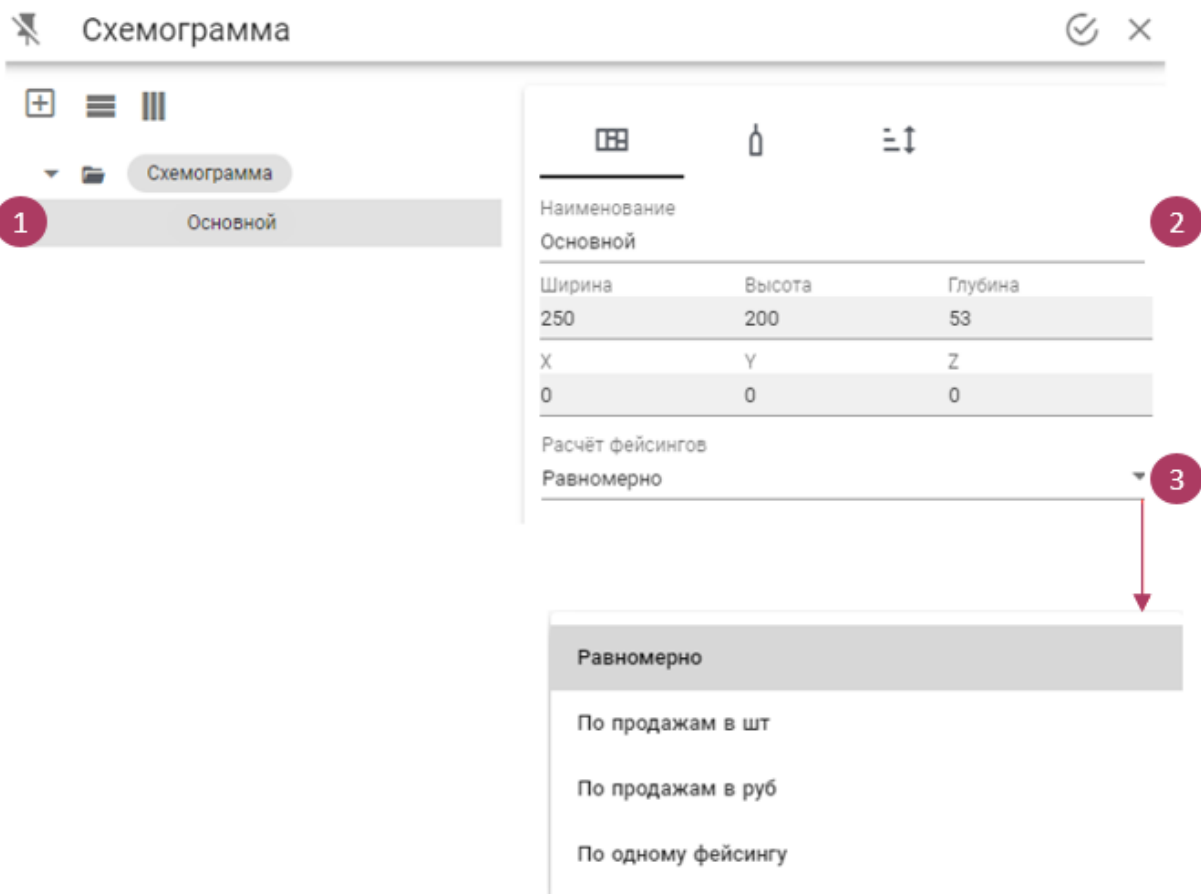 Схемограмма
Схемограмма
1
Основной
Наименование
2
Основной
Ширина Высота Глубина
250 200 53
X Y Z
0 0 0
Расчёт фейсингов
Равномерно
3
Равномерно
По продажам в шт
По продажам в руб
По одному фейсингу